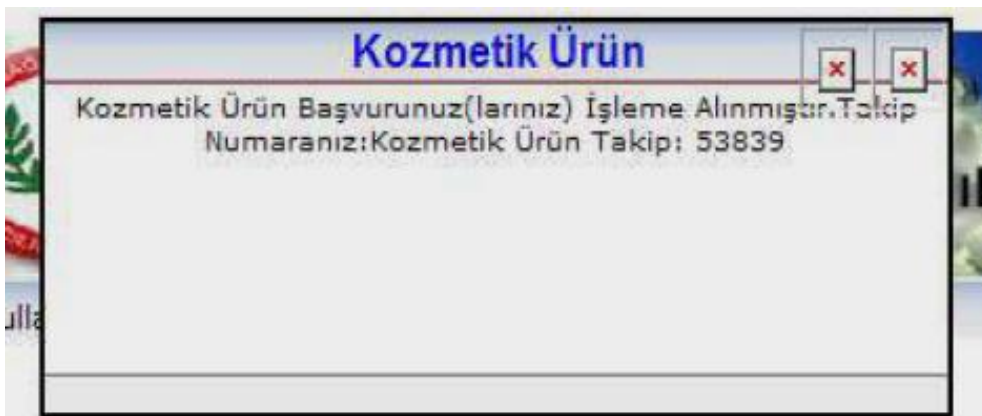 Kozmetik Ürün
Kozmetik Ürün Başvurunuz(larınız) İşleme Alınmıştır.Takip
Numaranız:Kozmetik Ürün Takip: 53839